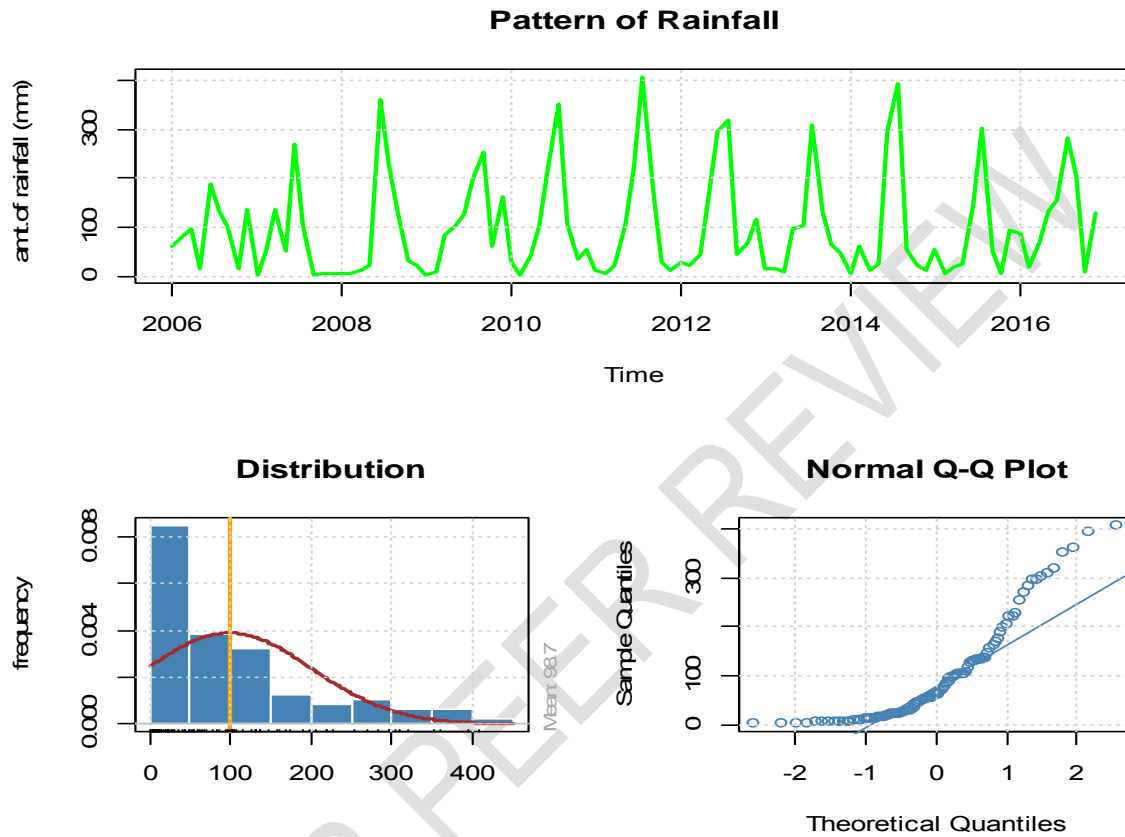 Pattern of Rainfall
amt.of rainfall (mm)
300
100
0
2006 2008 2010 2012 2014 2016
Time
Distribution
frequency
0.008
0.004
0.000
0 100 200 300 400
Mean: 98.7
Normal Q-Q Plot
Sample Quantiles
300
100
0
-2 -1 0 1 2
Theoretical Quantiles
PEER REVIEW